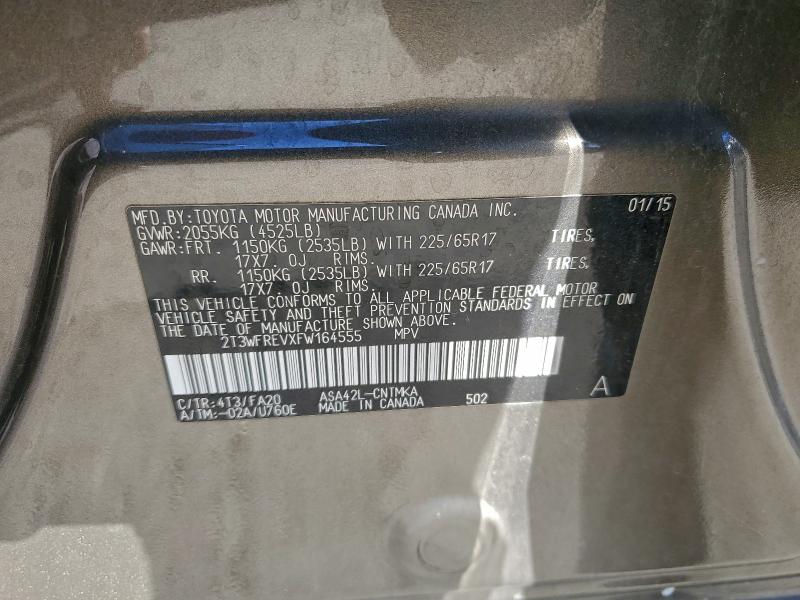 MFD.BY:TOYOTA MOTOR MANUFACTURING CANADA INC. 01/15
GVWR:2055KG (4525LB)
GAWR:FRT. 1150KG (2535LB) WITH 225/65R17 TIRES,
17X7. 0J RIMS.
RR. 1150KG (2535LB) WITH 225/65R17 TIRES,
17X7. 0J RIMS.
THIS VEHICLE CONFORMS TO ALL APPLICABLE FEDERAL MOTOR
VEHICLE SAFETY AND THEFT PREVENTION STANDARDS IN EFFECT ON
THE DATE OF MANUFACTURE SHOWN ABOVE.
2T3WFREVXFW164555 MPV
C/TR:4T3/FA20 ASA42L-CNTMKA A
A/TM:-02A/U760E MADE IN CANADA 502